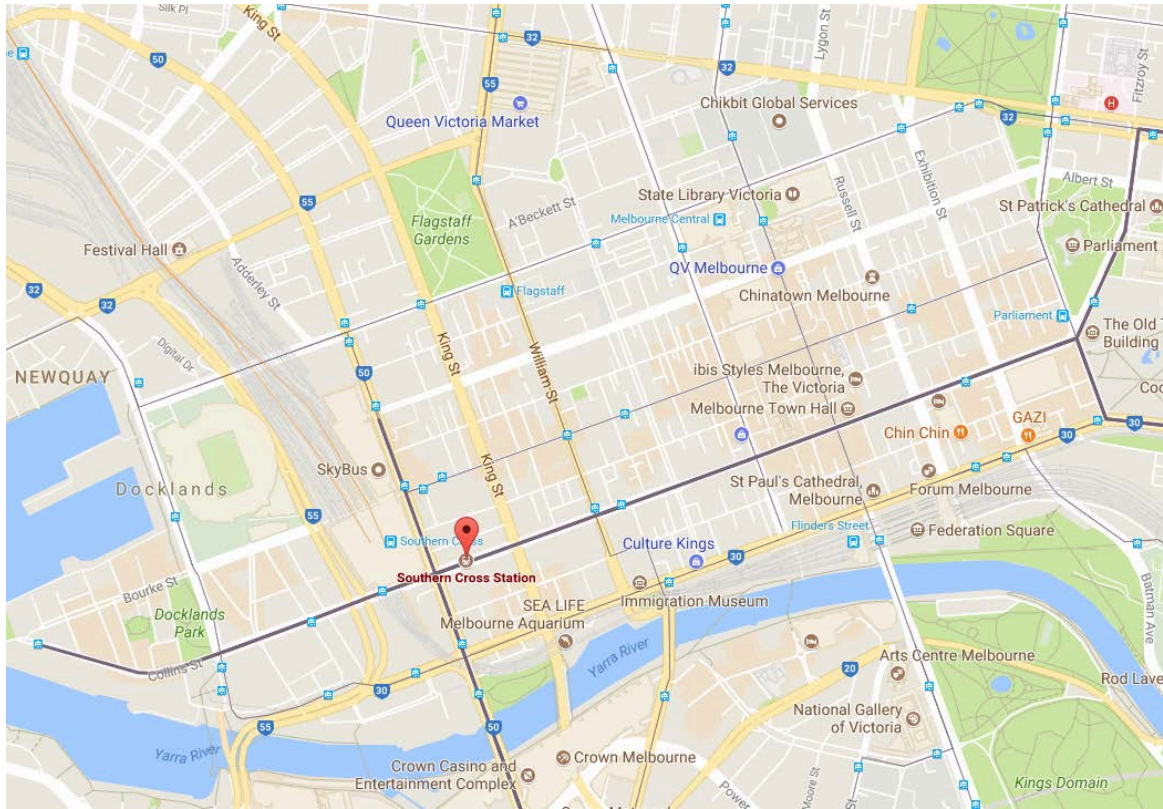 Silk Pl
King St
50
32
55
Queen Victoria Market
32
Lygon St
Chikbit Global Services
Fitzroy St
H
32
32
A'Beckett St
State Library Victoria
Melbourne Central
Russell St
Exhibition St
Albert St
St Patrick's Cathedral
Parliament
Flagstaff
Gardens
55
Festival Hall
Adderley St
32
32
Flagstaff
QV Melbourne
Chinatown Melbourne
Parliament
The Old T
Building
Digital Dr
King St
William St
50
NEWQUAY
ibis Styles Melbourne,
The Victoria
Melbourne Town Hall
Chin Chin
GAZI
30
30
Coo
SkyBus
Docklands
King St
55
St Paul's Cathedral,
Melbourne
Forum Melbourne
Flinders Street
Federation Square
Southern Cross
Southern Cross Station
Culture Kings
30
Bourke St
Docklands
Park
SEA LIFE
Melbourne Aquarium
Immigration Museum
Batman Ave
Collins St
Yarra River
20
Arts Centre Melbourne
Rod Lave
30
55
50
National Gallery
of Victoria
Yarra River
Crown Melbourne
Crown Casino and
Entertainment Complex
Moore St
Kings Domain
Power